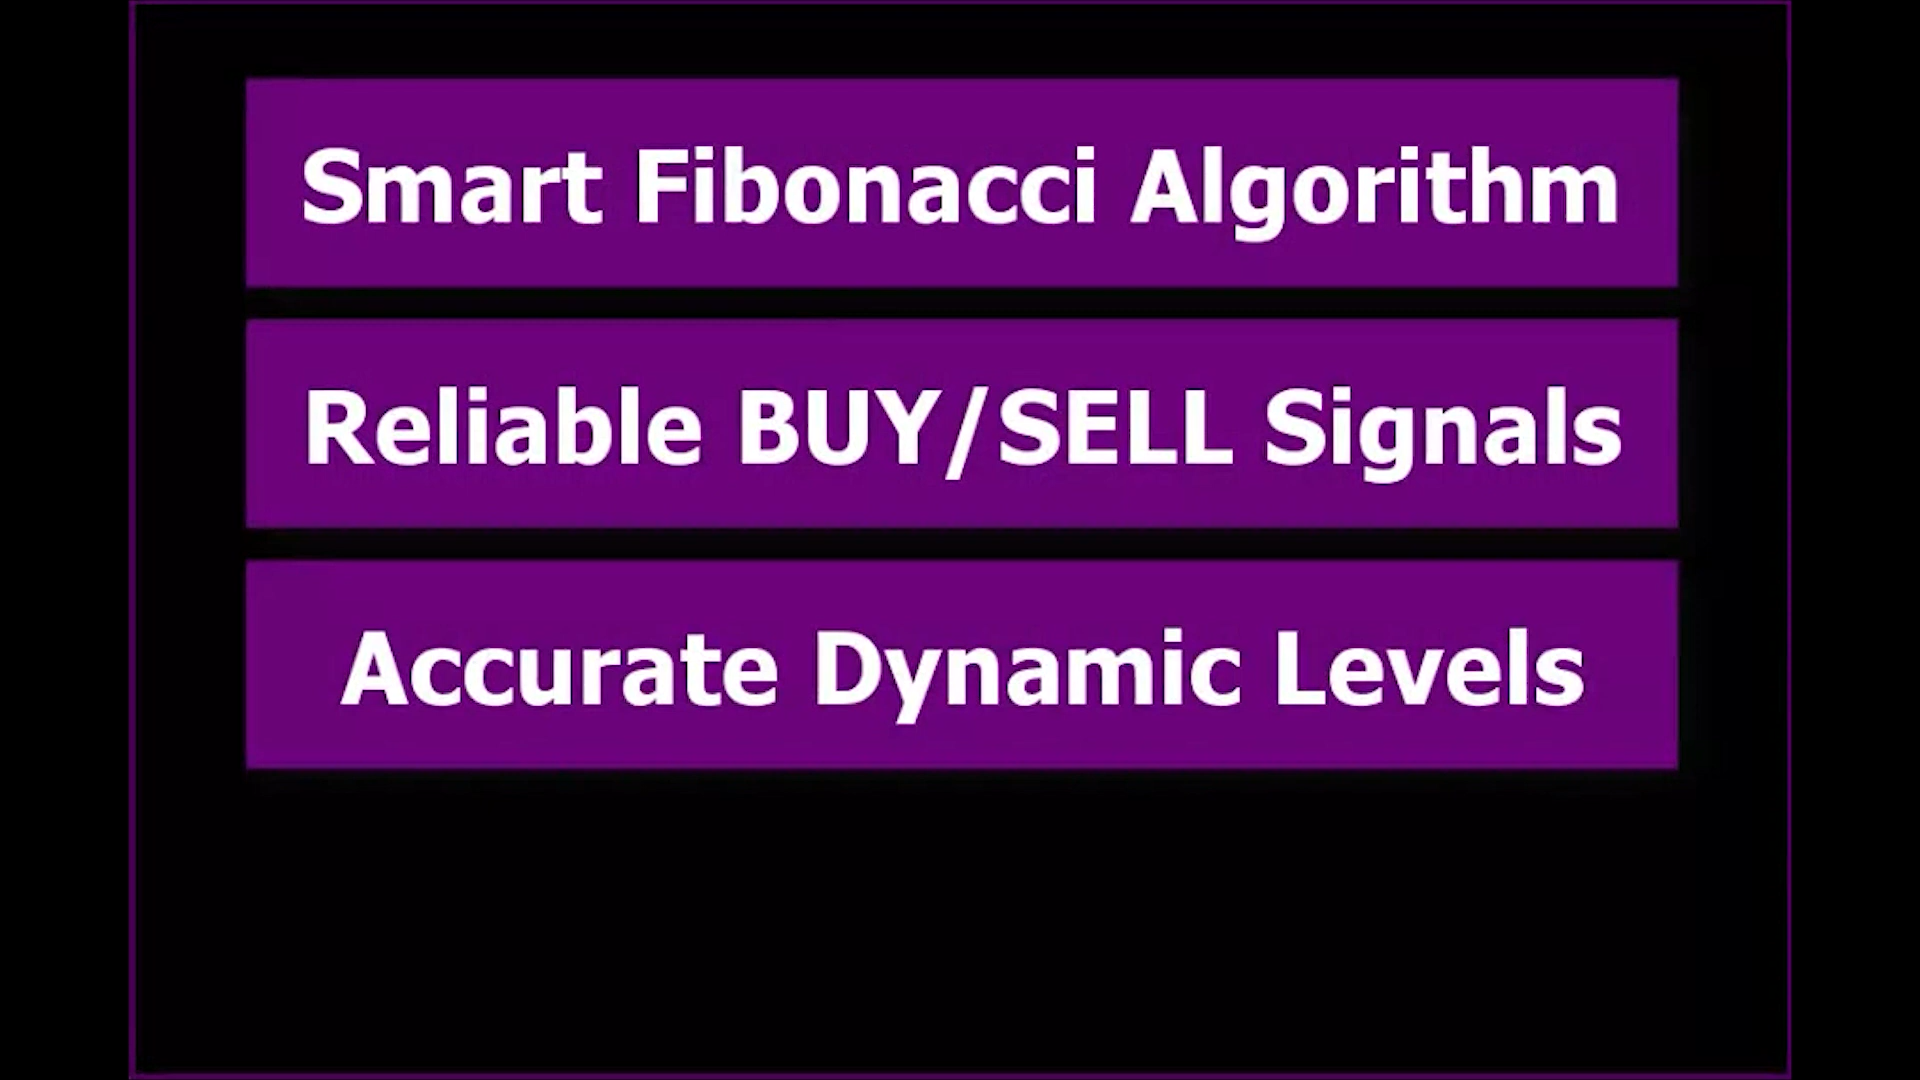 Smart Fibonacci Algorithm
Reliable BUY/SELL Signals
Accurate Dynamic Levels